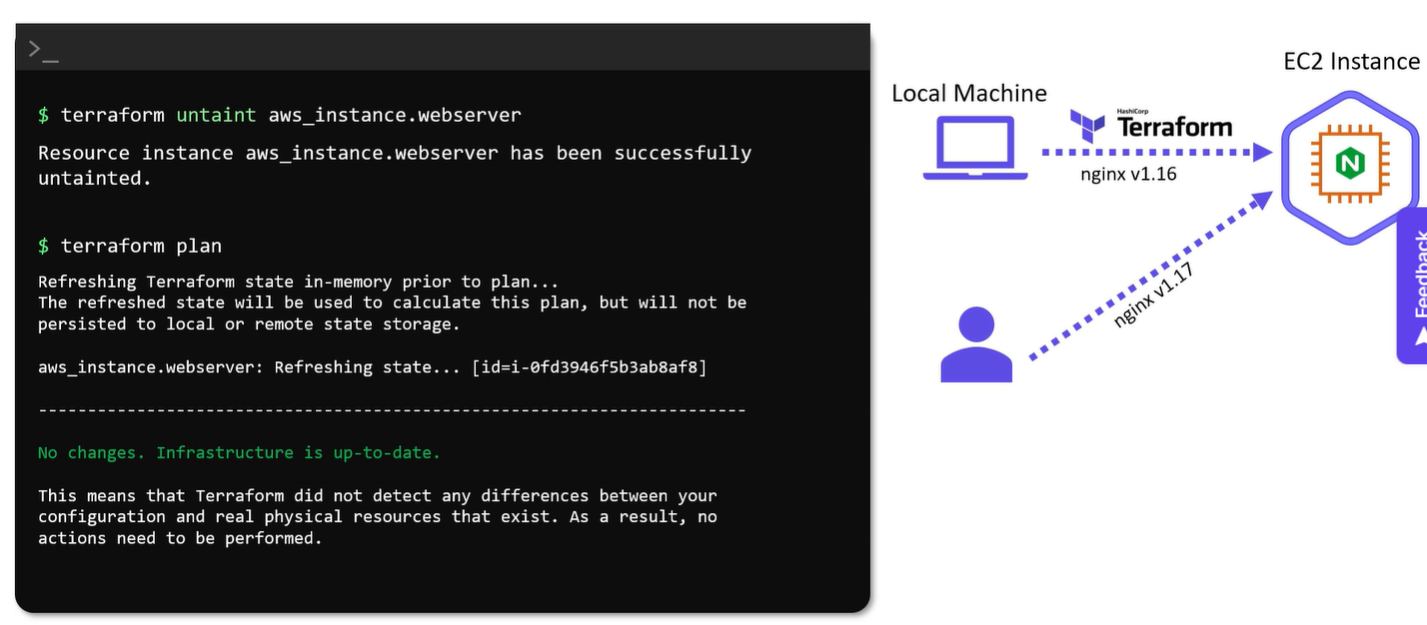 >_
$ terraform untaint aws_instance.webserver
Resource instance aws_instance.webserver has been successfully
untainted.
$ terraform plan
Refreshing Terraform state in-memory prior to plan...
The refreshed state will be used to calculate this plan, but will not be
persisted to local or remote state storage.
aws_instance.webserver: Refreshing state... [id=i-0fd3946f5b3ab8af8]
------------------------------------------------------------------------
No changes. Infrastructure is up-to-date.
This means that Terraform did not detect any differences between your
configuration and real physical resources that exist. As a result, no
actions need to be performed.
EC2 Instance
Local Machine
HashiCorp
Terraform
N
nginx v1.16
nginx v1.17
Feedback